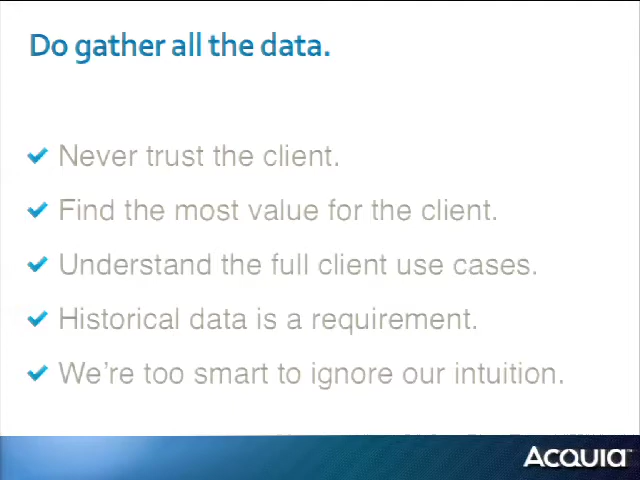 Do gather all the data.
Never trust the client.
Find the most value for the client.
Understand the full client use cases.
Historical data is a requirement.
We're too smart to ignore our intuition.
ACQUIA™